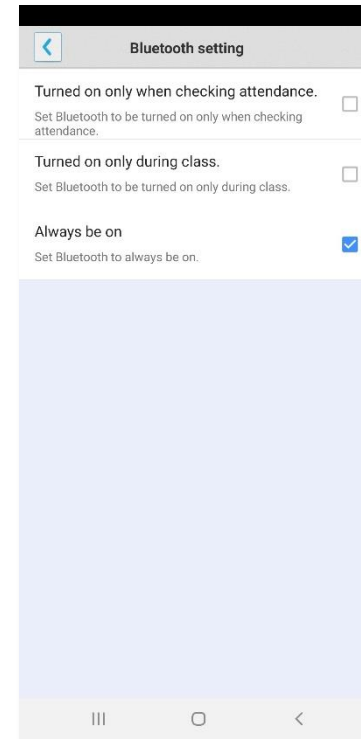 Bluetooth setting
Turned on only when checking attendance.
Set Bluetooth to be turned on only when checking
attendance.
Turned on only during class.
Set Bluetooth to be turned on only during class.
Always be on
Set Bluetooth to always be on.